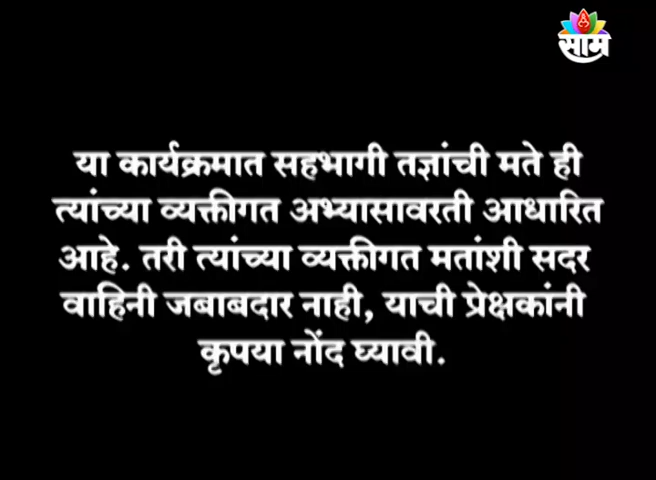 साम
या कार्यक्रमात सहभागी तज्ञांची मते ही
त्यांच्या व्यक्तीगत अभ्यासावरती आधारित
आहे. तरी त्यांच्या व्यक्तीगत मतांशी सदर
वाहिनी जबाबदार नाही, याची प्रेक्षकांनी
कृपया नोंद घ्यावी.